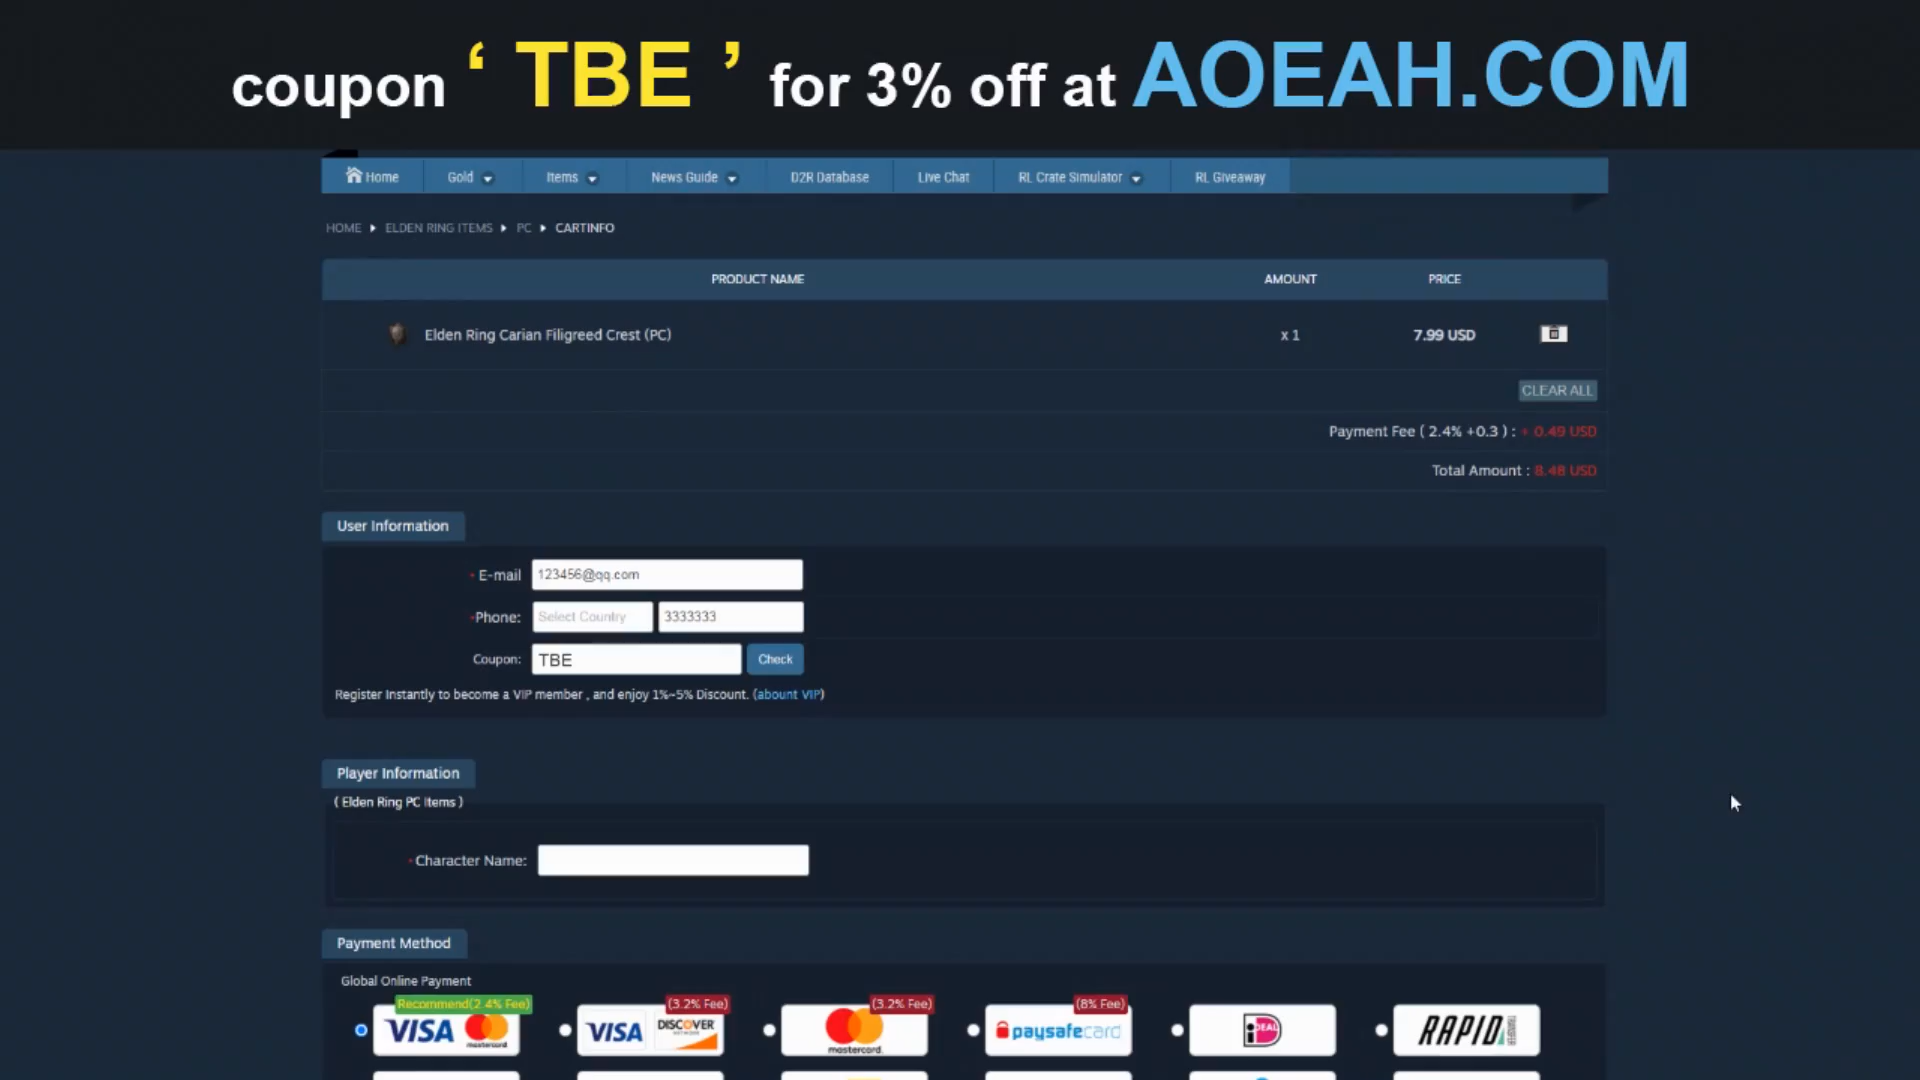 coupon ‘ TBE ’ for 3% off at AOEAH.COM
Home Gold Items News Guide D2R Database Live Chat RL Crate Simulator RL Giveaway
HOME ELDEN RING ITEMS PC CARTINFO
PRODUCT NAME AMOUNT PRICE
Elden Ring Carian Filigreed Crest (PC) x 1 7.99 USD
CLEAR ALL
Payment Fee ( 2.4% +0.3 ) : + 0.49 USD
Total Amount : 8.48 USD
User Information
* E-mail 123456@qq.com
*Phone: Select Country 3333333
Coupon: TBE Check
Register Instantly to become a VIP member , and enjoy 1%~5% Discount. (abount VIP)
Player Information
( Elden Ring PC Items )
*Character Name:
Payment Method
Global Online Payment
Recommend(2.4% Fee) (3.2% Fee) (3.2% Fee) (8% Fee)
VISA mastercard VISA DISCOVER mastercard. paysafecard iDEAL RAPID